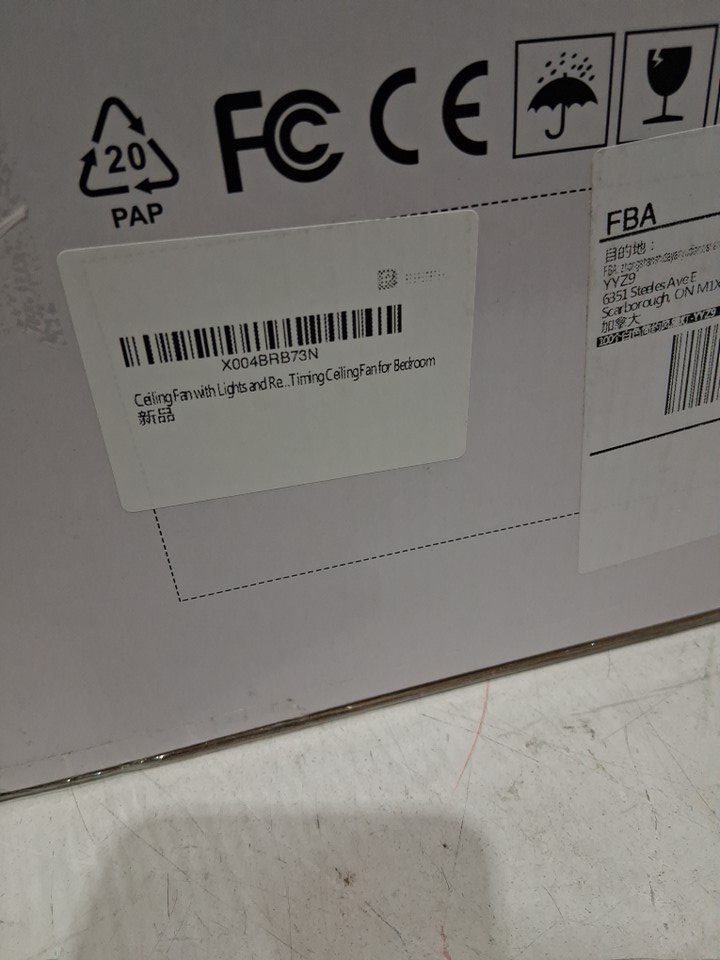 20
PAP
FC
CE
X004BRB73N
Ceiling Fan with Lights and Re...Timing Ceiling Fan for Bedroom
新品
FBA
目的地：
FBA:
YYZ9
6351 Steeles Ave E
Scarborough, ON M1X
加拿大